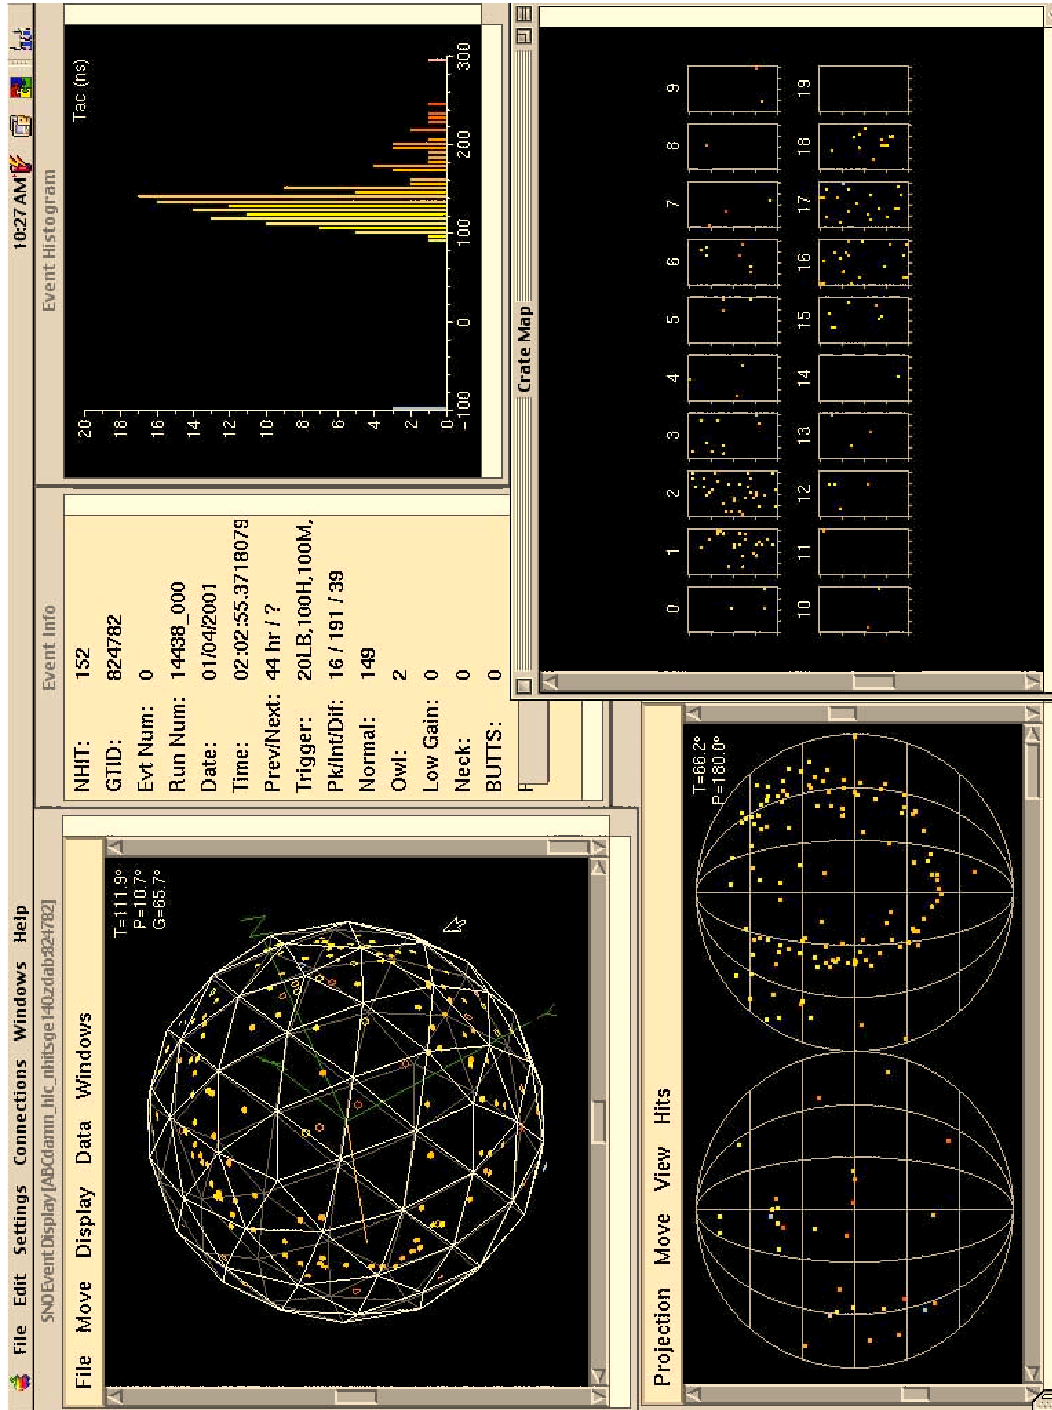 File Edit Settings Connections Windows Help
10:27 AM
SNO Event Display [ABCdamn_hlc_nhitsge140.zdab:824782]
File Move Display Data Windows
T=111.9°
P=10.7°
G=65.7°
Z
Y
Event Info
NHIT: 152
GTID: 824782
Evt Num: 0
Run Num: 14438_000
Date: 01/04/2001
Time: 02:02:55.3718079
Prev/Next: 44 hr / ?
Trigger: 20LB,100H,100M,
Pk/Int/Dif: 16 / 191 / 39
Normal: 149
Owl: 2
Low Gain: 0
Neck: 0
BUTTS: 0
Event Histogram
Tac (ns)
20
18
16
14
12
10
8
6
4
2
0
-100 0 100 200 300
Projection Move View Hits
T=66.2°
P=180.0°
Crate Map
0 1 2 3 4 5 6 7 8 9
10 11 12 13 14 15 16 17 18 19